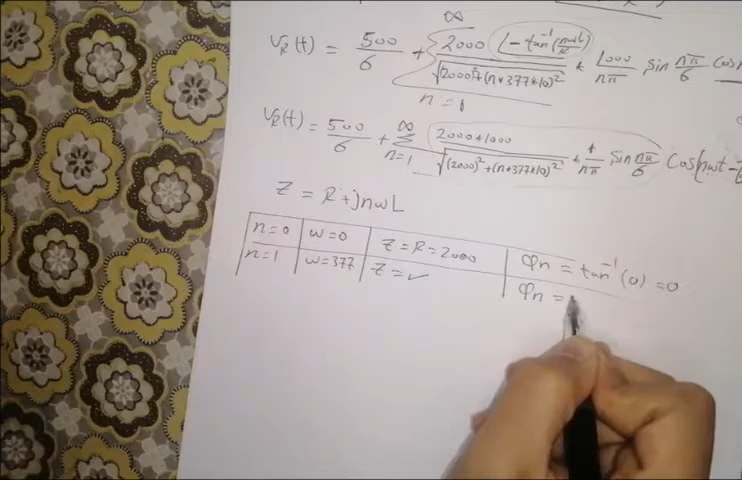 ∞
V_R(t) = 500/6 + Σ 2000 ∠-tan⁻¹(nωL/R) / √((2000)²+(n*377*10)²) * 1000/nπ sin nπ/6 cos
n=1
V_R(t) = 500/6 + Σ (n=1 to ∞) 2000*1000 / √((2000)²+(n*377*10)²) * 1/nπ sin nπ/6 cos(nωt -
Z = R+jnωL
n=0 | ω=0 | Z=R=2000 | φn = tan⁻¹(0) =0
n=1 | ω=377 | Z=✓ | φn =